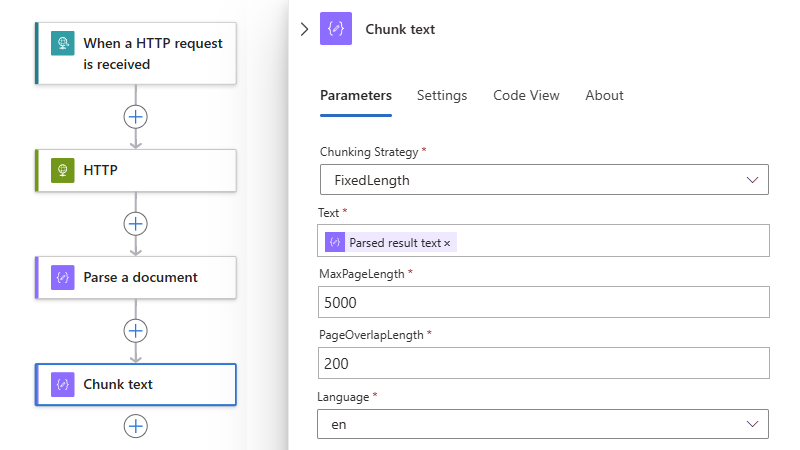 When a HTTP request
is received
HTTP
Parse a document
Chunk text
Chunk text
Parameters Settings Code View About
Chunking Strategy *
FixedLength
Text *
Parsed result text ×
MaxPageLength *
5000
PageOverlapLength *
200
Language *
en